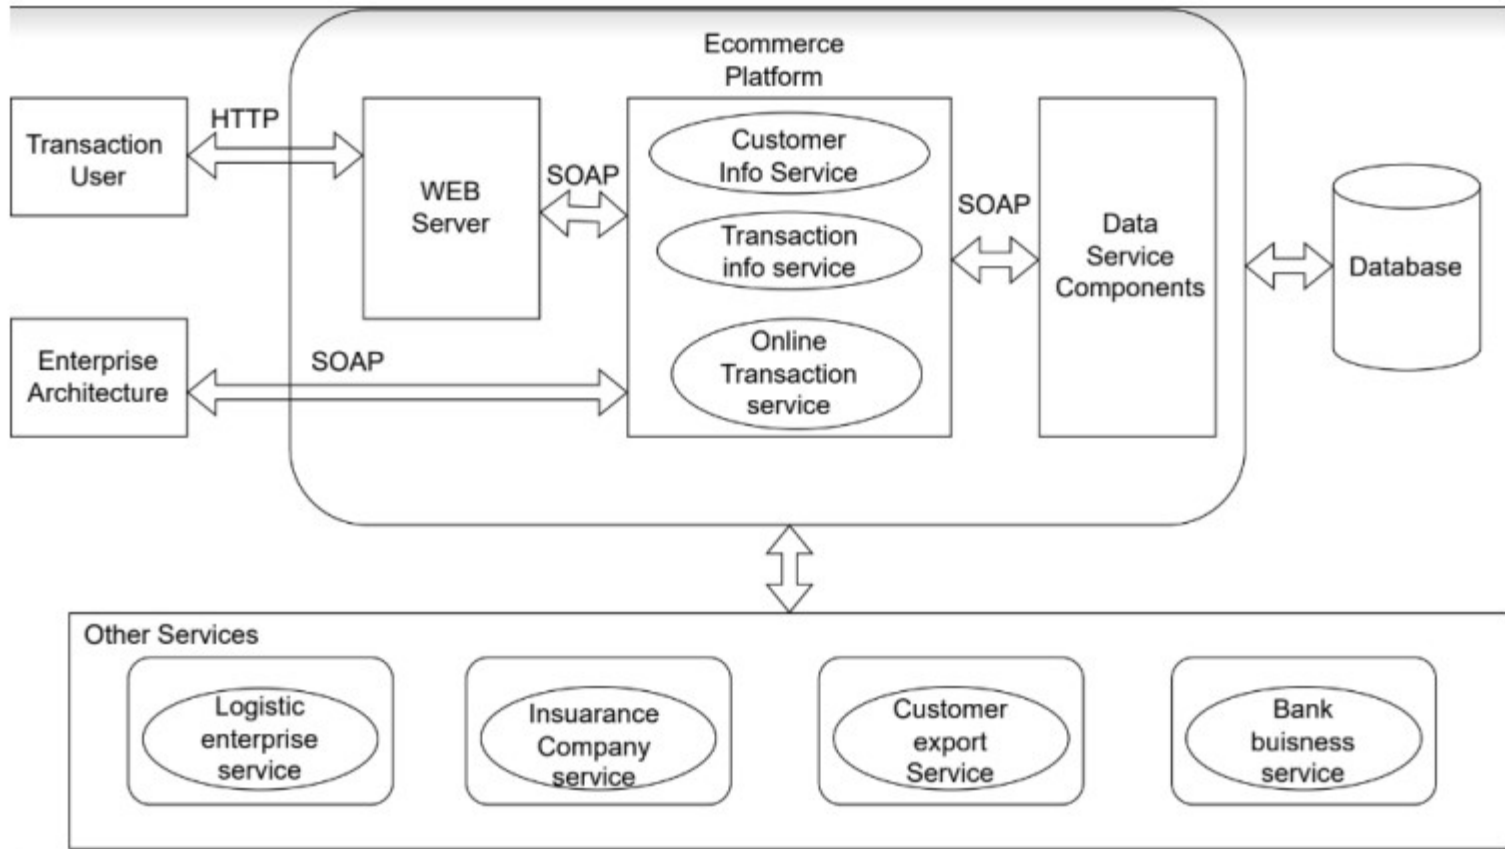 Ecommerce
Platform
Transaction
User
HTTP
WEB
Server
SOAP
Customer
Info Service
Transaction
info service
Online
Transaction
service
SOAP
Data
Service
Components
Database
Enterprise
Architecture
SOAP
Other Services
Logistic
enterprise
service
Insuarance
Company
service
Customer
export
Service
Bank
buisness
service